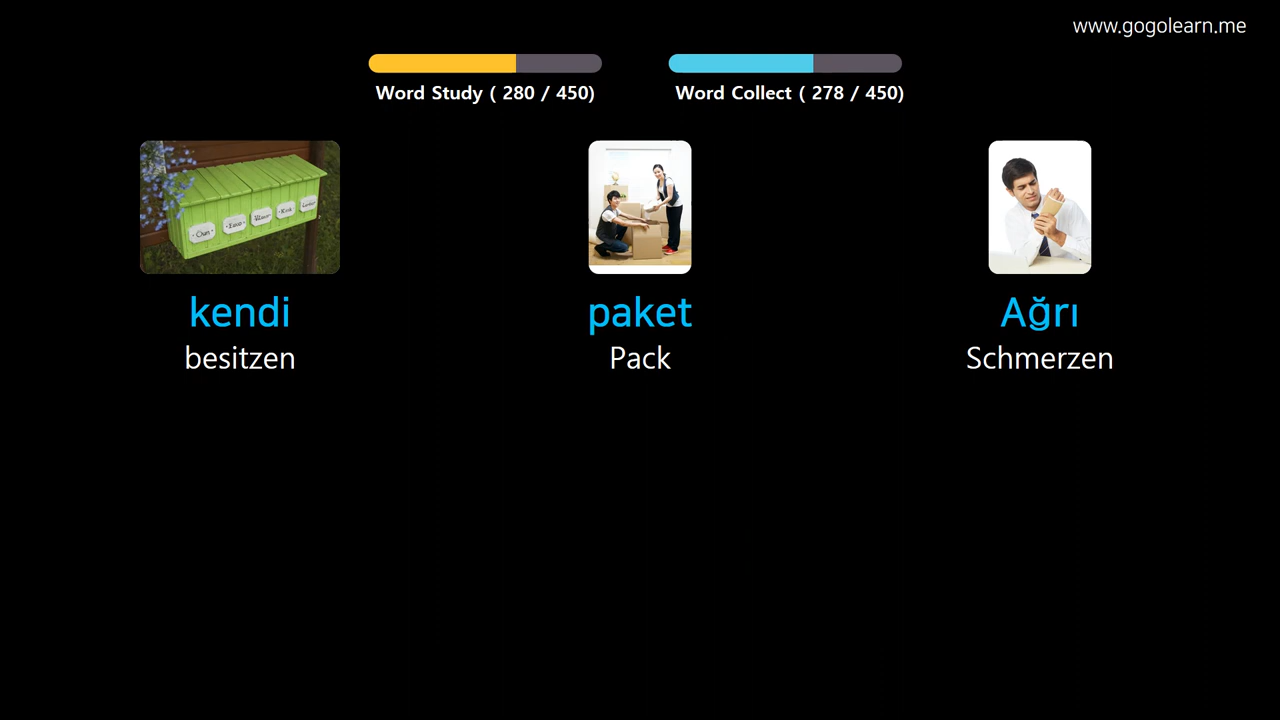 www.gogolearn.me
Word Study ( 280 / 450)
Word Collect ( 278 / 450)
kendi
paket
Ağrı
besitzen
Pack
Schmerzen